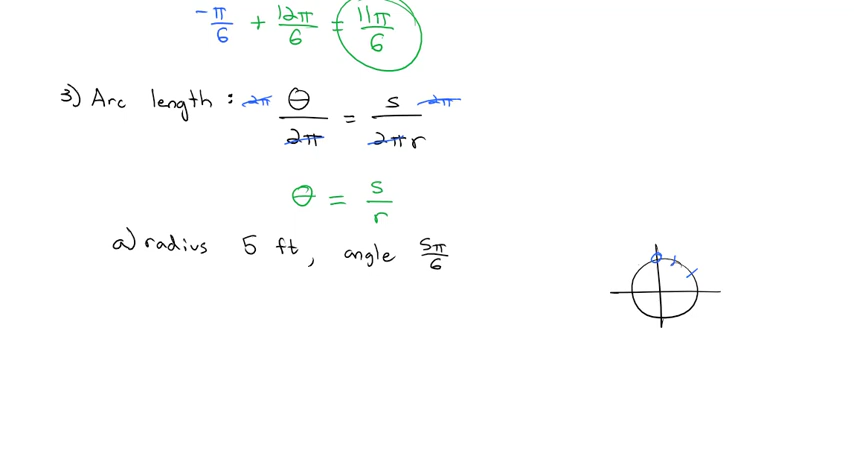 -π/6 + 12π/6 = 11π/6
3) Arc length : 2π θ/2π = s/2πr 2π
θ = s/r
a) radius 5 ft, angle 5π/6